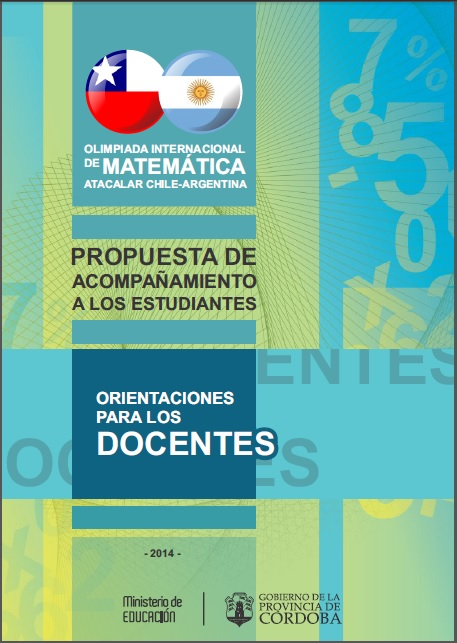 OLIMPIADA INTERNACIONAL
DE MATEMÁTICA
ATACALAR CHILE-ARGENTINA
PROPUESTA DE
ACOMPAÑAMIENTO
A LOS ESTUDIANTES
ENTES
ORIENTACIONES
PARA LOS
DOCENTES
- 2014 -
Ministerio de
EDUCACIÓN
GOBIERNO DE LA
PROVINCIA DE
CÓRDOBA